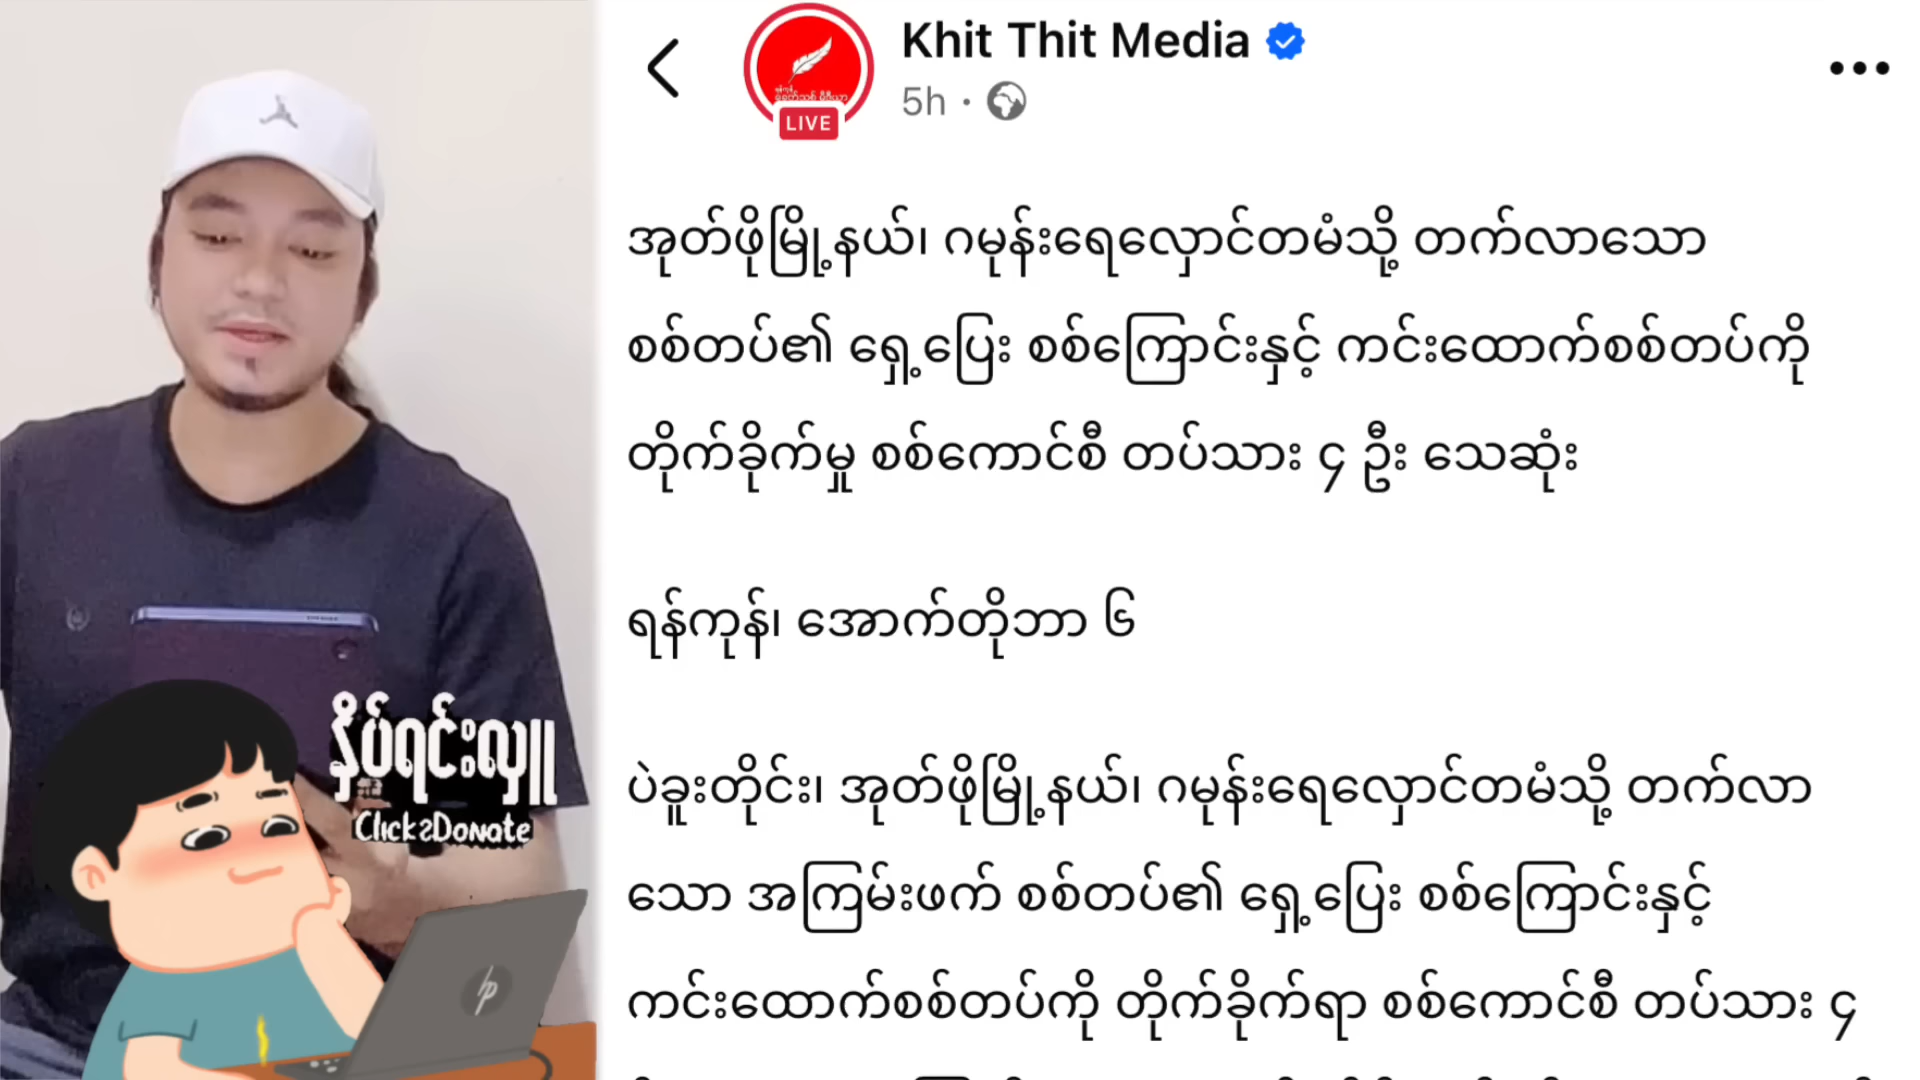 Khit Thit Media
5h
LIVE
အုတ်ဖိုမြို့နယ်၊ ဂမုန်းရေလှောင်တမံသို့ တက်လာသော
စစ်တပ်၏ ရှေ့ပြေး စစ်ကြောင်းနှင့် ကင်းထောက်စစ်တပ်ကို
တိုက်ခိုက်မှု စစ်ကောင်စီ တပ်သား ၄ ဦး သေဆုံး
ရန်ကုန်၊ အောက်တိုဘာ ၆
ပဲခူးတိုင်း၊ အုတ်ဖိုမြို့နယ်၊ ဂမုန်းရေလှောင်တမံသို့ တက်လာ
သော အကြမ်းဖက် စစ်တပ်၏ ရှေ့ပြေး စစ်ကြောင်းနှင့်
ကင်းထောက်စစ်တပ်ကို တိုက်ခိုက်ရာ စစ်ကောင်စီ တပ်သား ၄
နှိပ်ရင်းလှူ
Click2Donate
hp